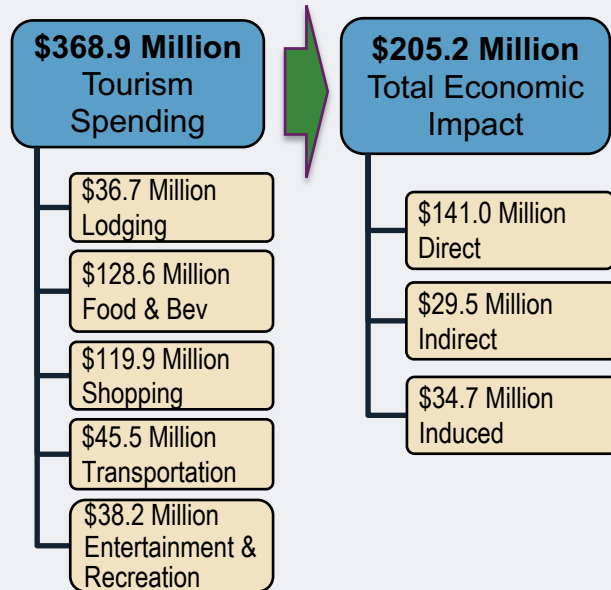 $368.9 Million
Tourism
Spending
$36.7 Million
Lodging
$128.6 Million
Food & Bev
$119.9 Million
Shopping
$45.5 Million
Transportation
$38.2 Million
Entertainment &
Recreation
$205.2 Million
Total Economic
Impact
$141.0 Million
Direct
$29.5 Million
Indirect
$34.7 Million
Induced